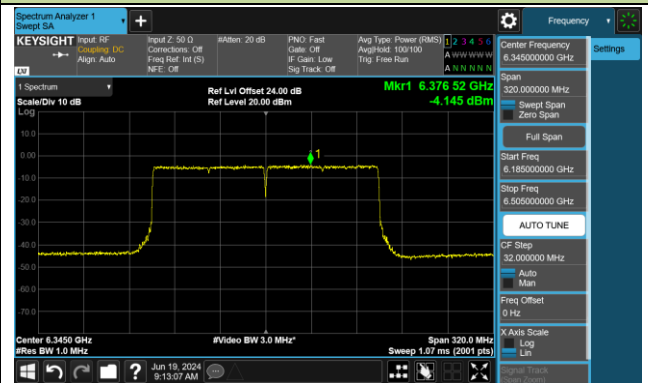 Spectrum Analyzer 1
Swept SA
Frequency
KEYSIGHT
Input: RF
Coupling: DC
Align: Auto
Input Z: 50 Ω
Corrections: Off
Freq Ref: Int (S)
NFE: Off
#Atten: 20 dB
PNO: Fast
Gate: Off
IF Gain: Low
Sig Track: Off
Avg Type: Power (RMS)
Avg|Hold: 100/100
Trig: Free Run
1 2 3 4 5 6
A W W W W W
A N N N N N
LXI
1 Spectrum
Scale/Div 10 dB
Log
Ref Lvl Offset 24.00 dB
Ref Level 20.00 dBm
Mkr1 6.376 52 GHz
-4.145 dBm
1
10.0
0.00
-10.0
-20.0
-30.0
-40.0
-50.0
-60.0
-70.0
Center 6.3450 GHz
#Res BW 1.0 MHz
#Video BW 3.0 MHz*
Span 320.0 MHz
Sweep 1.07 ms (2001 pts)
Jun 19, 2024
9:13:07 AM
Center Frequency
6.345000000 GHz
Settings
Span
320.000000 MHz
Swept Span
Zero Span
Full Span
Start Freq
6.185000000 GHz
Stop Freq
6.505000000 GHz
AUTO TUNE
CF Step
32.000000 MHz
Auto
Man
Freq Offset
0 Hz
X Axis Scale
Log
Lin
Signal Track
(Span Zoom)